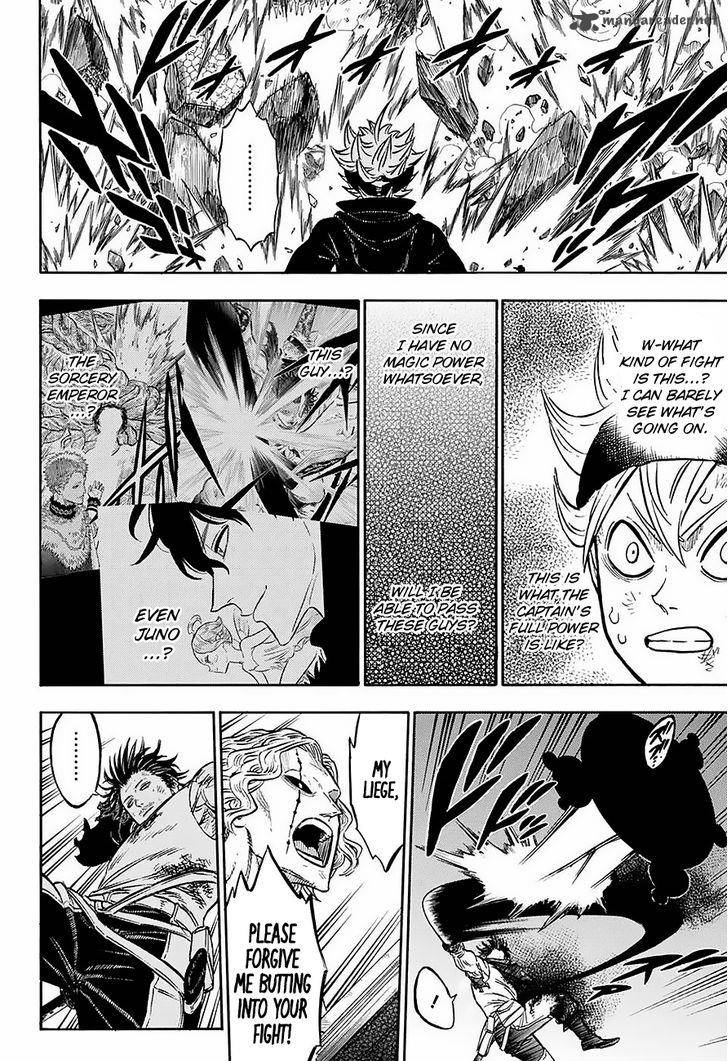 mangareader.net
W-WHAT
KIND OF FIGHT
IS THIS...?
I CAN BARELY
SEE WHAT'S
GOING ON.
THIS IS
WHAT THE
CAPTAIN'S
FULL POWER
IS LIKE?
SINCE
I HAVE NO
MAGIC POWER
WHATSOEVER,
WILL I BE
ABLE TO PASS
THESE GUYS?
THIS
GUY...?
THE
SORCERY
EMPEROR
...?
EVEN
JUNO
...?
!
MY
LIEGE,
PLEASE
FORGIVE
ME BUTTING
INTO YOUR
FIGHT!